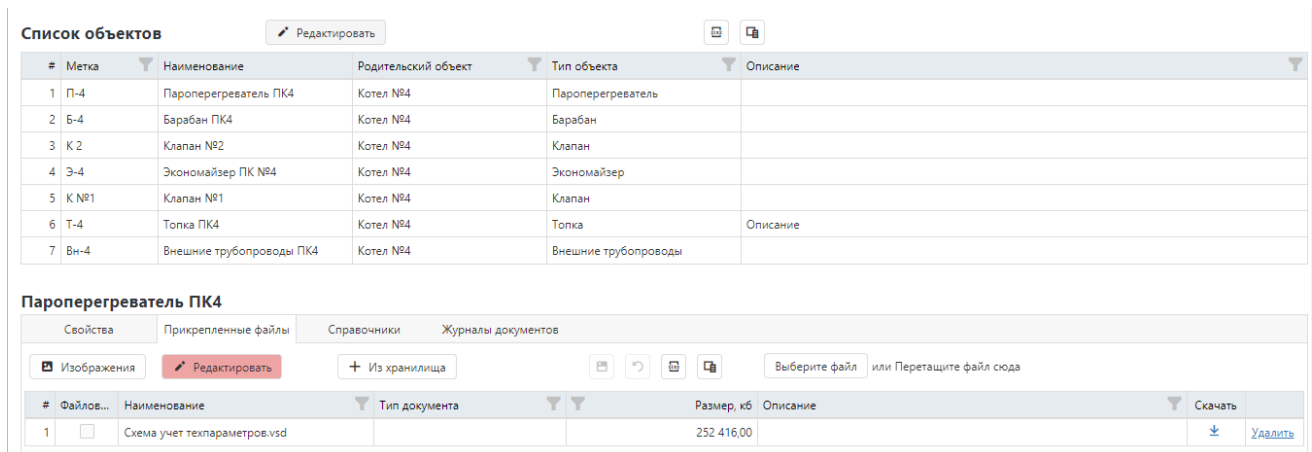 Список объектов Редактировать
# Метка Наименование Родительский объект Тип объекта Описание
1 П-4 Пароперегреватель ПК4 Котел №4 Пароперегреватель
2 Б-4 Барабан ПК4 Котел №4 Барабан
3 К 2 Клапан №2 Котел №4 Клапан
4 Э-4 Экономайзер ПК №4 Котел №4 Экономайзер
5 К №1 Клапан №1 Котел №4 Клапан
6 Т-4 Топка ПК4 Котел №4 Топка Описание
7 Вн-4 Внешние трубопроводы ПК4 Котел №4 Внешние трубопроводы
Пароперегреватель ПК4
Свойства Прикрепленные файлы Справочники Журналы документов
Изображения Редактировать + Из хранилища Выберите файл или Перетащите файл сюда
# Файлов... Наименование Тип документа Размер, кб Описание Скачать
1 Схема учет техпараметров.vsd 252 416,00 Удалить